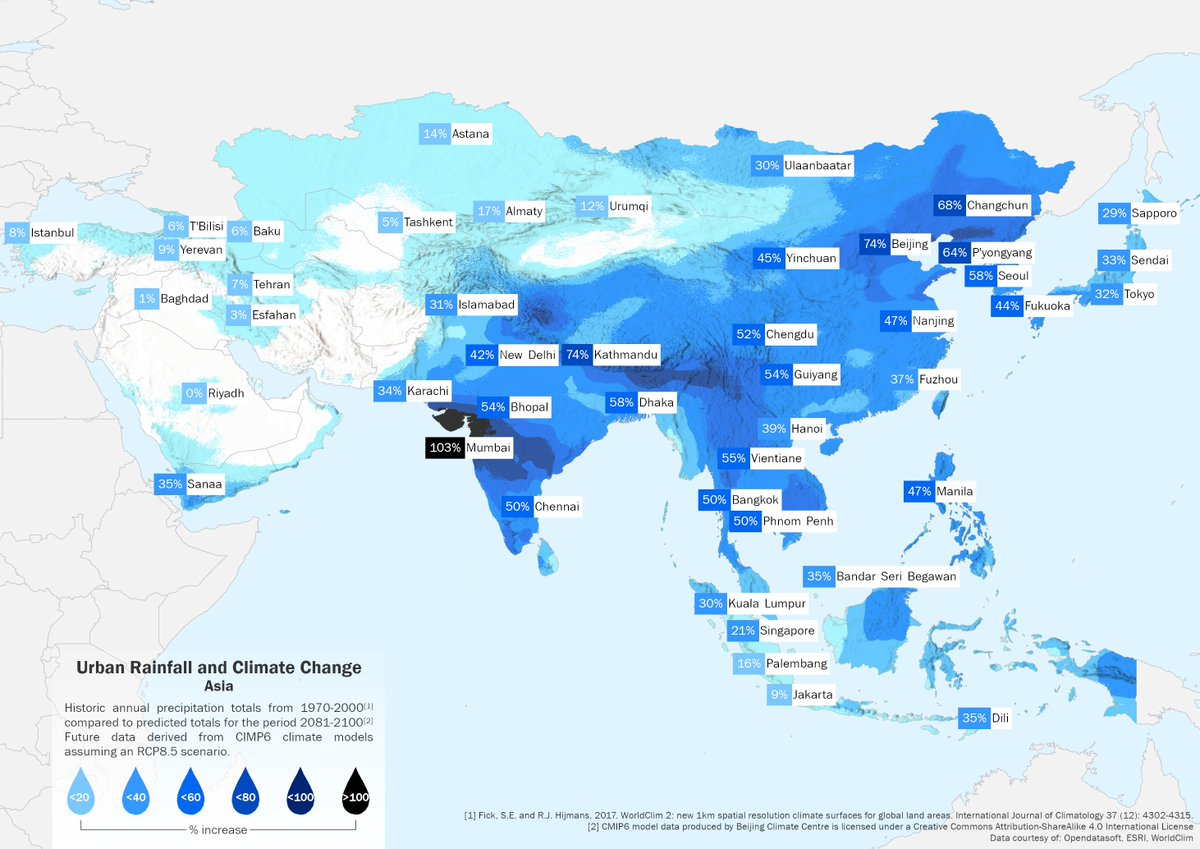 14% Astana
30% Ulaanbaatar
12% Urumqi
17% Almaty
5% Tashkent
68% Changchun
29% Sapporo
8% Istanbul
6% T'Bilisi
6% Baku
9% Yerevan
74% Beijing
64% P'yongyang
45% Yinchuan
33% Sendai
58% Seoul
7% Tehran
1% Baghdad
3% Esfahan
31% Islamabad
32% Tokyo
44% Fukuoka
47% Nanjing
52% Chengdu
42% New Delhi
74% Kathmandu
54% Guiyang
37% Fuzhou
0% Riyadh
34% Karachi
54% Bhopal
58% Dhaka
39% Hanoi
103% Mumbai
55% Vientiane
35% Sanaa
50% Chennai
50% Bangkok
47% Manila
50% Phnom Penh
35% Bandar Seri Begawan
30% Kuala Lumpur
21% Singapore
16% Palembang
9% Jakarta
35% Dili
Urban Rainfall and Climate Change
Asia
Historic annual precipitation totals from 1970-2000[1]
compared to predicted totals for the period 2081-2100[2]
Future data derived from CIMP6 climate models
assuming an RCP8.5 scenario.
<20 <40 <60 <80 <100 >100
% increase
[1] Fick, S.E. and R.J. Hijmans, 2017. WorldClim 2: new 1km spatial resolution climate surfaces for global land areas. International Journal of Climatology 37 (12): 4302-4315.
[2] CMIP6 model data produced by Beijing Climate Centre is licensed under a Creative Commons Attribution-ShareAlike 4.0 International License
Data courtesy of: Opendatasoft, ESRI, WorldClim